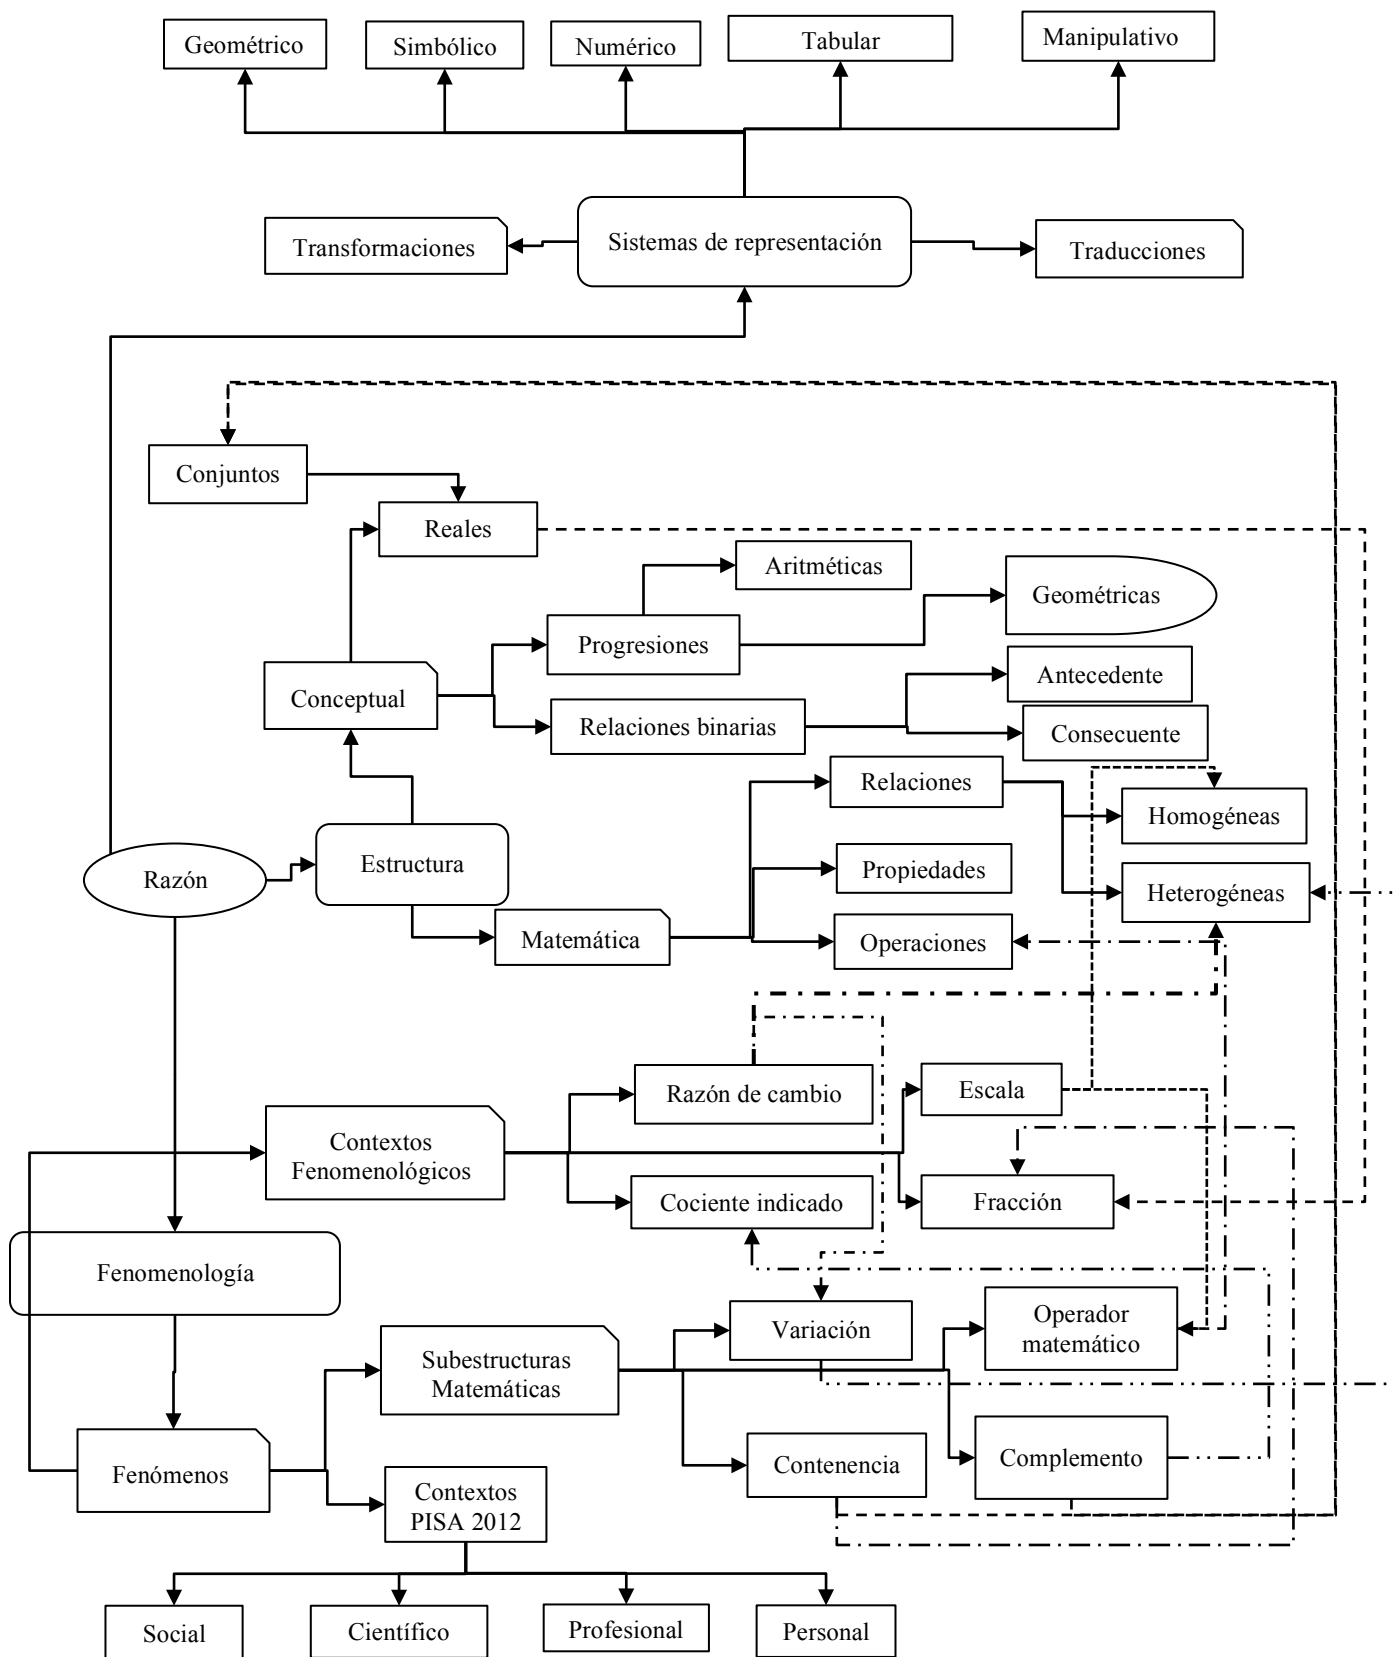 Geométrico
Simbólico
Numérico
Tabular
Manipulativo
Transformaciones
Sistemas de representación
Traducciones
Conjuntos
Reales
Aritméticas
Geométricas
Progresiones
Antecedente
Conceptual
Relaciones binarias
Consecuente
Relaciones
Homogéneas
Razón
Estructura
Propiedades
Heterogéneas
Matemática
Operaciones
Razón de cambio
Escala
Contextos
Fenomenológicos
Cociente indicado
Fracción
Fenomenología
Variación
Operador
matemático
Subestructuras
Matemáticas
Fenómenos
Contenencia
Complemento
Contextos
PISA 2012
Social
Científico
Profesional
Personal